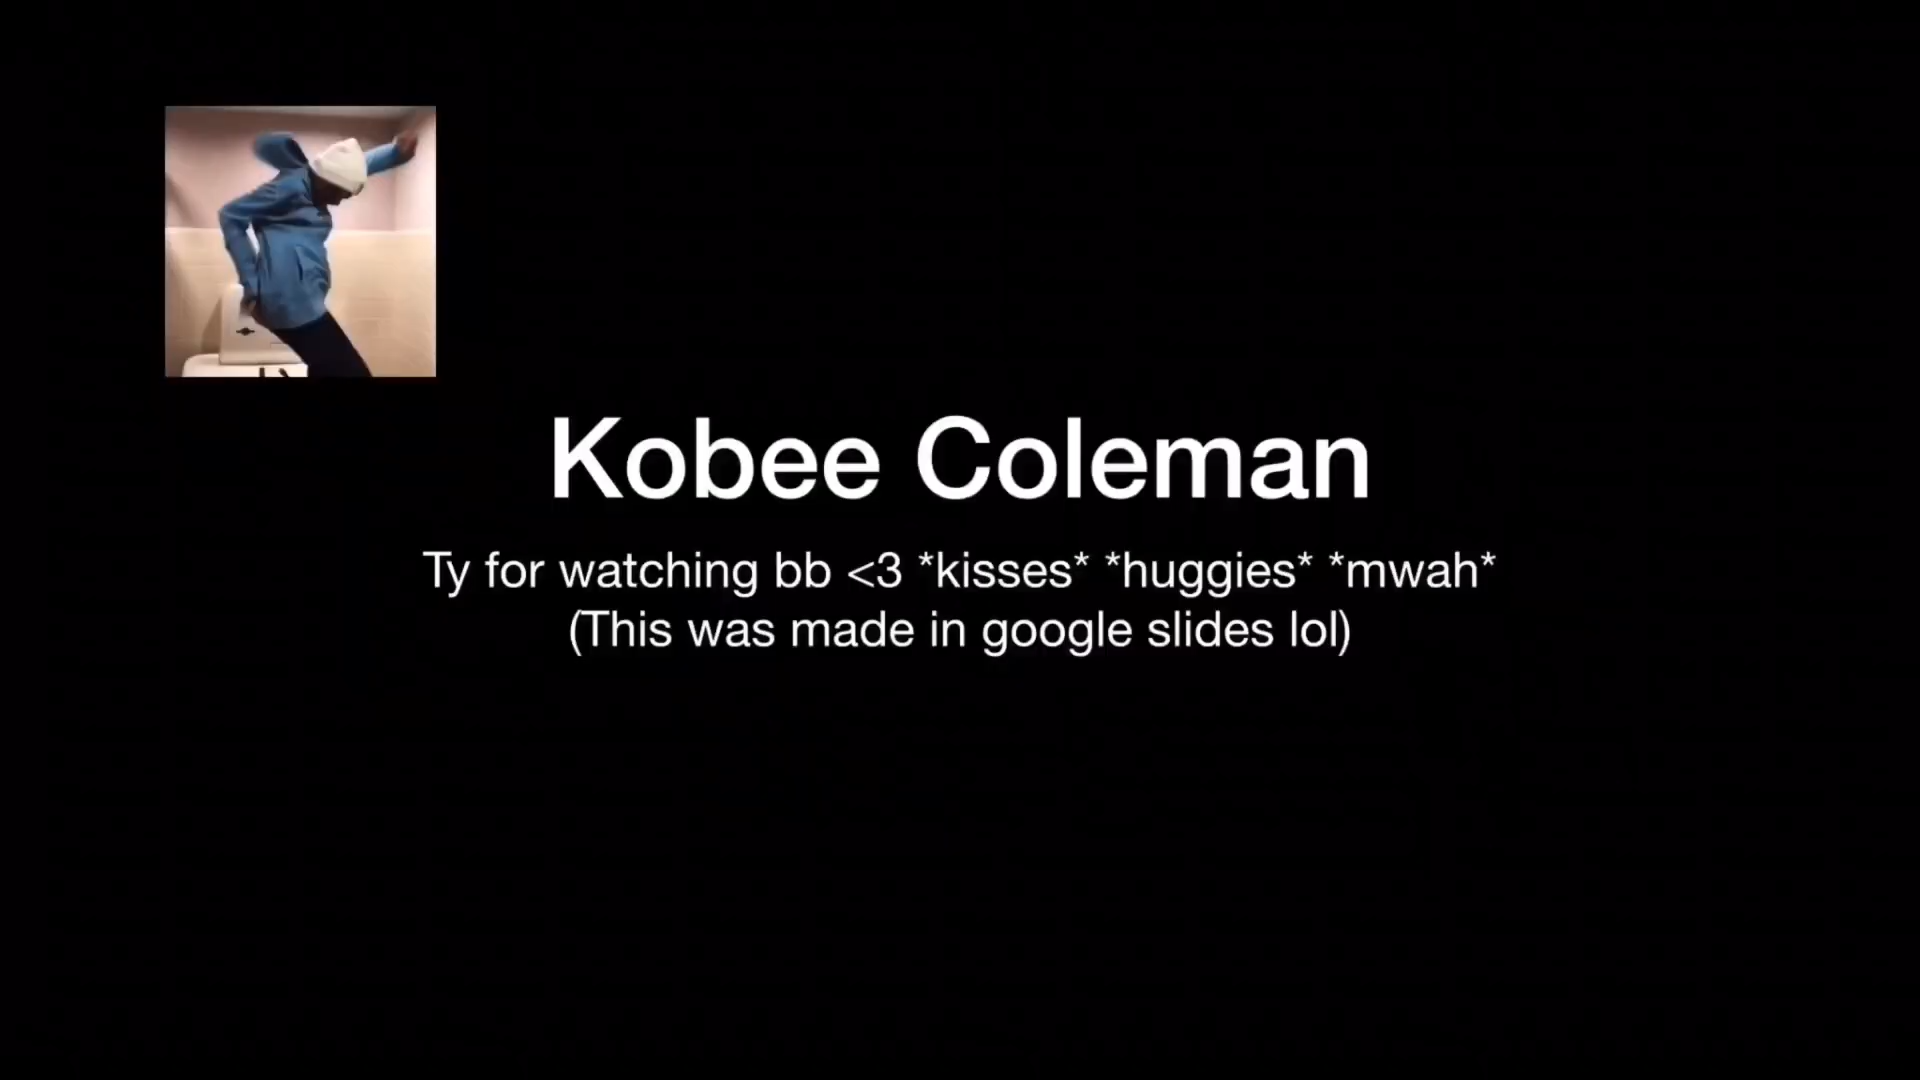 Kobee Coleman
Ty for watching bb <3 *kisses* *huggies* *mwah*
(This was made in google slides lol)